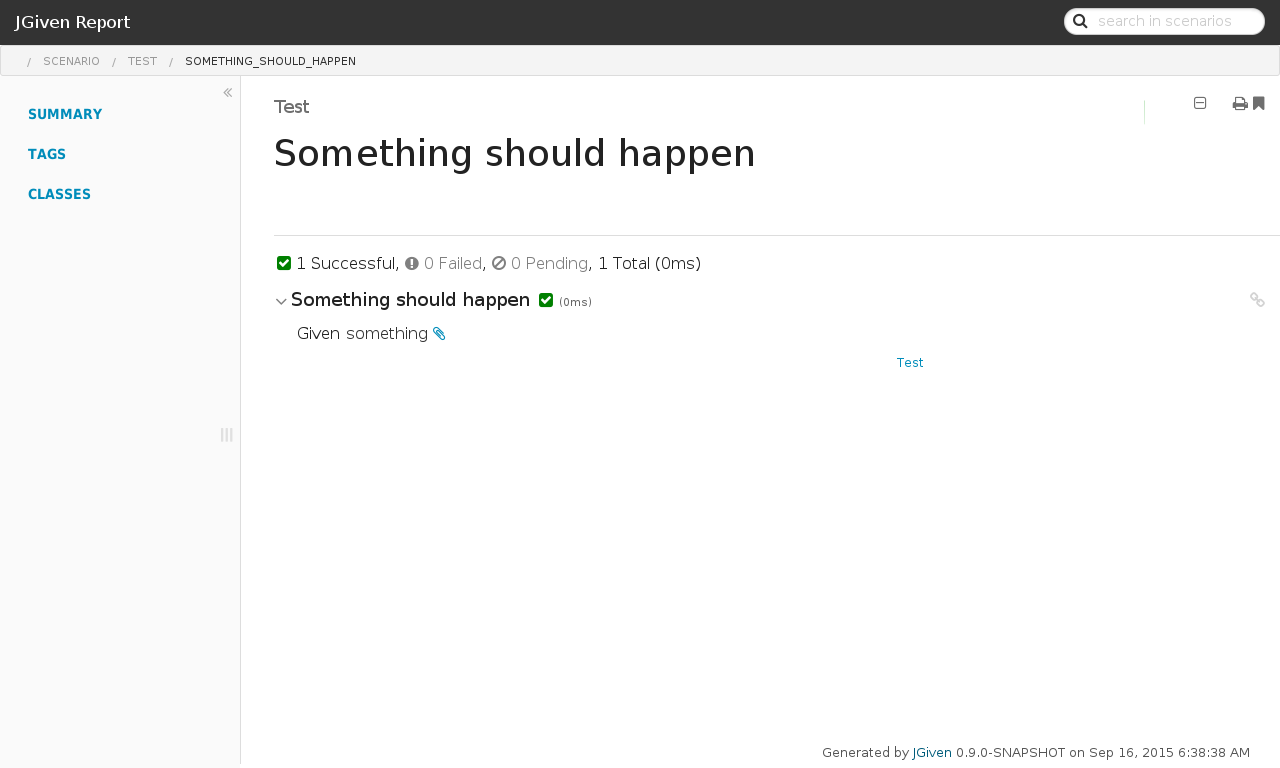 JGiven Report
search in scenarios
/ SCENARIO / TEST / SOMETHING_SHOULD_HAPPEN
«
SUMMARY
TAGS
CLASSES
Test
Something should happen
1 Successful, 0 Failed, 0 Pending, 1 Total (0ms)
Something should happen (0ms)
Given something
Test
Generated by JGiven 0.9.0-SNAPSHOT on Sep 16, 2015 6:38:38 AM